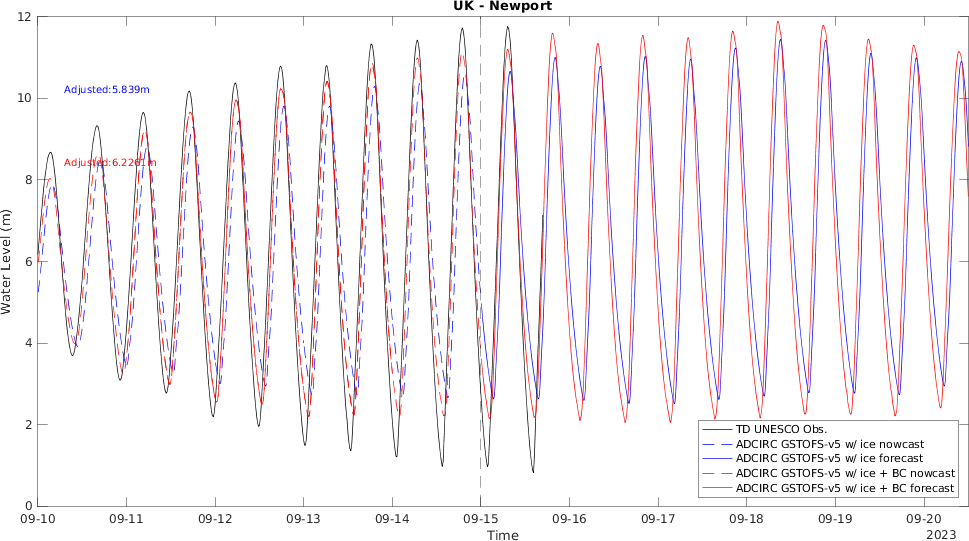 UK - Newport
12
10
8
6
4
2
0
Water Level (m)
Adjusted:5.839m
Adjusted:6.2261m
TD UNESCO Obs.
ADCIRC GSTOFS-v5 w/ ice nowcast
ADCIRC GSTOFS-v5 w/ ice forecast
ADCIRC GSTOFS-v5 w/ ice + BC nowcast
ADCIRC GSTOFS-v5 w/ ice + BC forecast
09-10 09-11 09-12 09-13 09-14 09-15 09-16 09-17 09-18 09-19 09-20
Time
2023